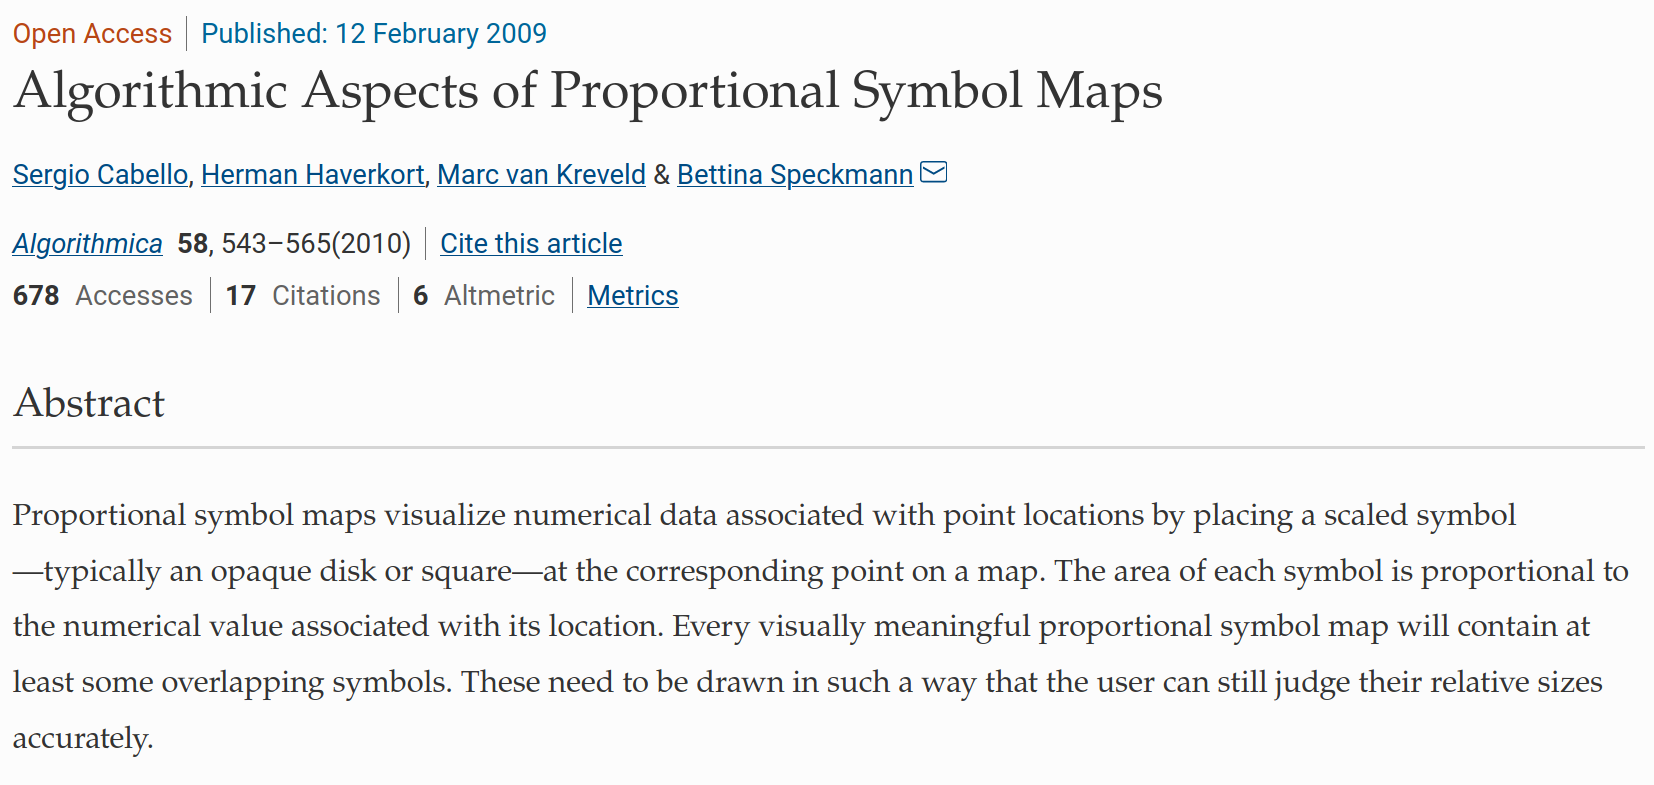 Open Access | Published: 12 February 2009
Algorithmic Aspects of Proportional Symbol Maps
Sergio Cabello, Herman Haverkort, Marc van Kreveld & Bettina Speckmann
Algorithmica 58, 543–565(2010) | Cite this article
678 Accesses | 17 Citations | 6 Altmetric | Metrics
Abstract
Proportional symbol maps visualize numerical data associated with point locations by placing a scaled symbol
—typically an opaque disk or square—at the corresponding point on a map. The area of each symbol is proportional to
the numerical value associated with its location. Every visually meaningful proportional symbol map will contain at
least some overlapping symbols. These need to be drawn in such a way that the user can still judge their relative sizes
accurately.